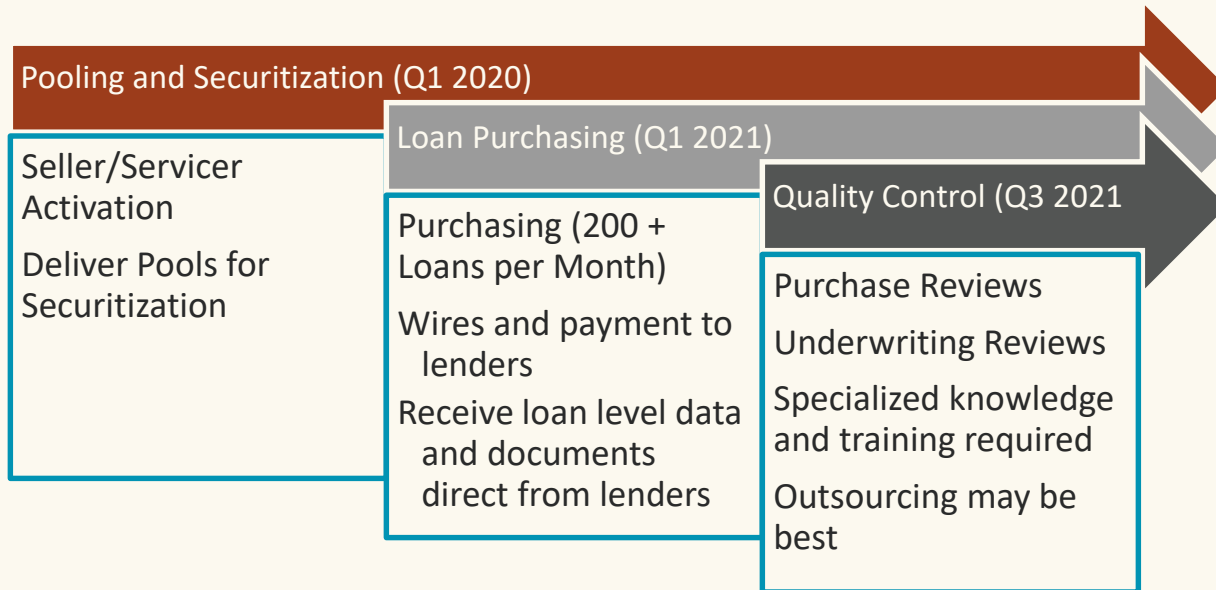 Pooling and Securitization (Q1 2020)
Seller/Servicer
Activation
Deliver Pools for
Securitization
Loan Purchasing (Q1 2021)
Purchasing (200 +
Loans per Month)
Wires and payment to
lenders
Receive loan level data
and documents
direct from lenders
Quality Control (Q3 2021
Purchase Reviews
Underwriting Reviews
Specialized knowledge
and training required
Outsourcing may be
best